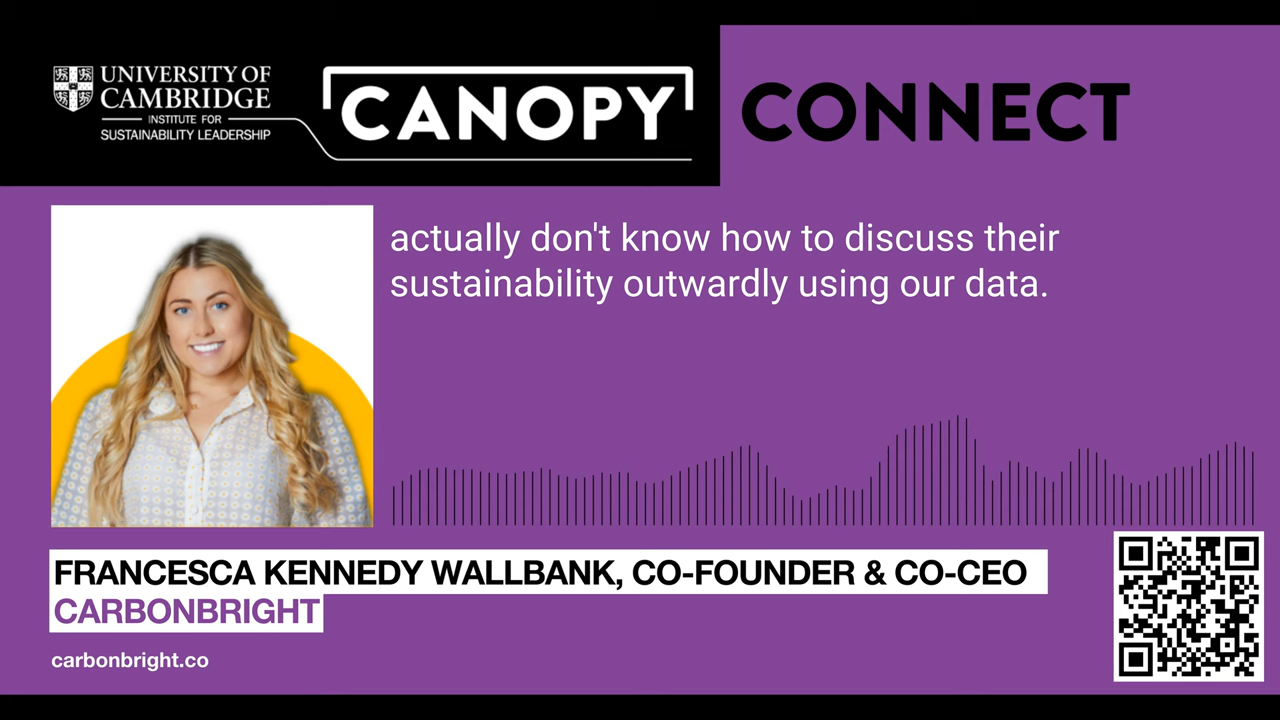 UNIVERSITY OF
CAMBRIDGE
INSTITUTE FOR
SUSTAINABILITY LEADERSHIP
CANOPY
CONNECT
actually don't know how to discuss their
sustainability outwardly using our data.
FRANCESCA KENNEDY WALLBANK, CO-FOUNDER & CO-CEO
CARBONBRIGHT
carbonbright.co